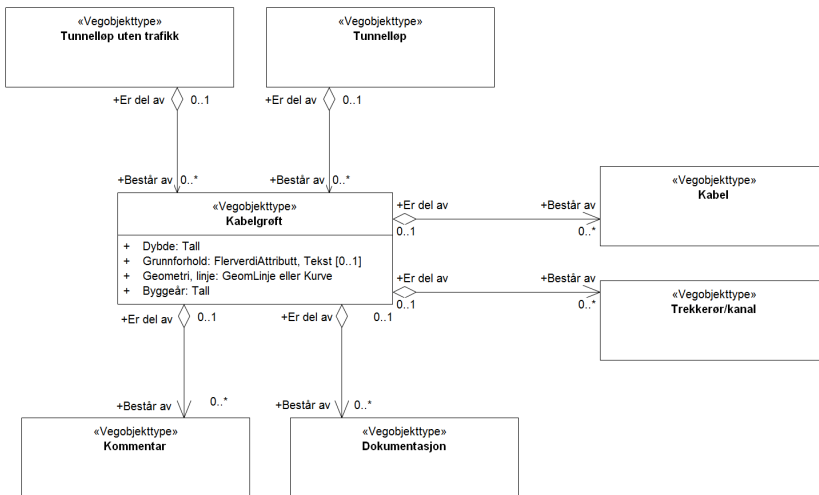 «Vegobjekttype»
Tunnelløp uten trafikk
«Vegobjekttype»
Tunnelløp
+Er del av 0..1
+Er del av 0..1
+Består av 0..*
+Består av 0..*
«Vegobjekttype»
Kabelgrøft
+ Dybde: Tall
+ Grunnforhold: FlerverdiAttributt, Tekst [0..1]
+ Geometri, linje: GeomLinje eller Kurve
+ Byggeår: Tall
+Er del av
0..1
+Består av
0..*
«Vegobjekttype»
Kabel
+Er del av
0..1
+Består av
0..*
«Vegobjekttype»
Trekkerør/kanal
+Er del av 0..1
+Er del av 0..1
+Består av 0..*
+Består av 0..*
«Vegobjekttype»
Kommentar
«Vegobjekttype»
Dokumentasjon